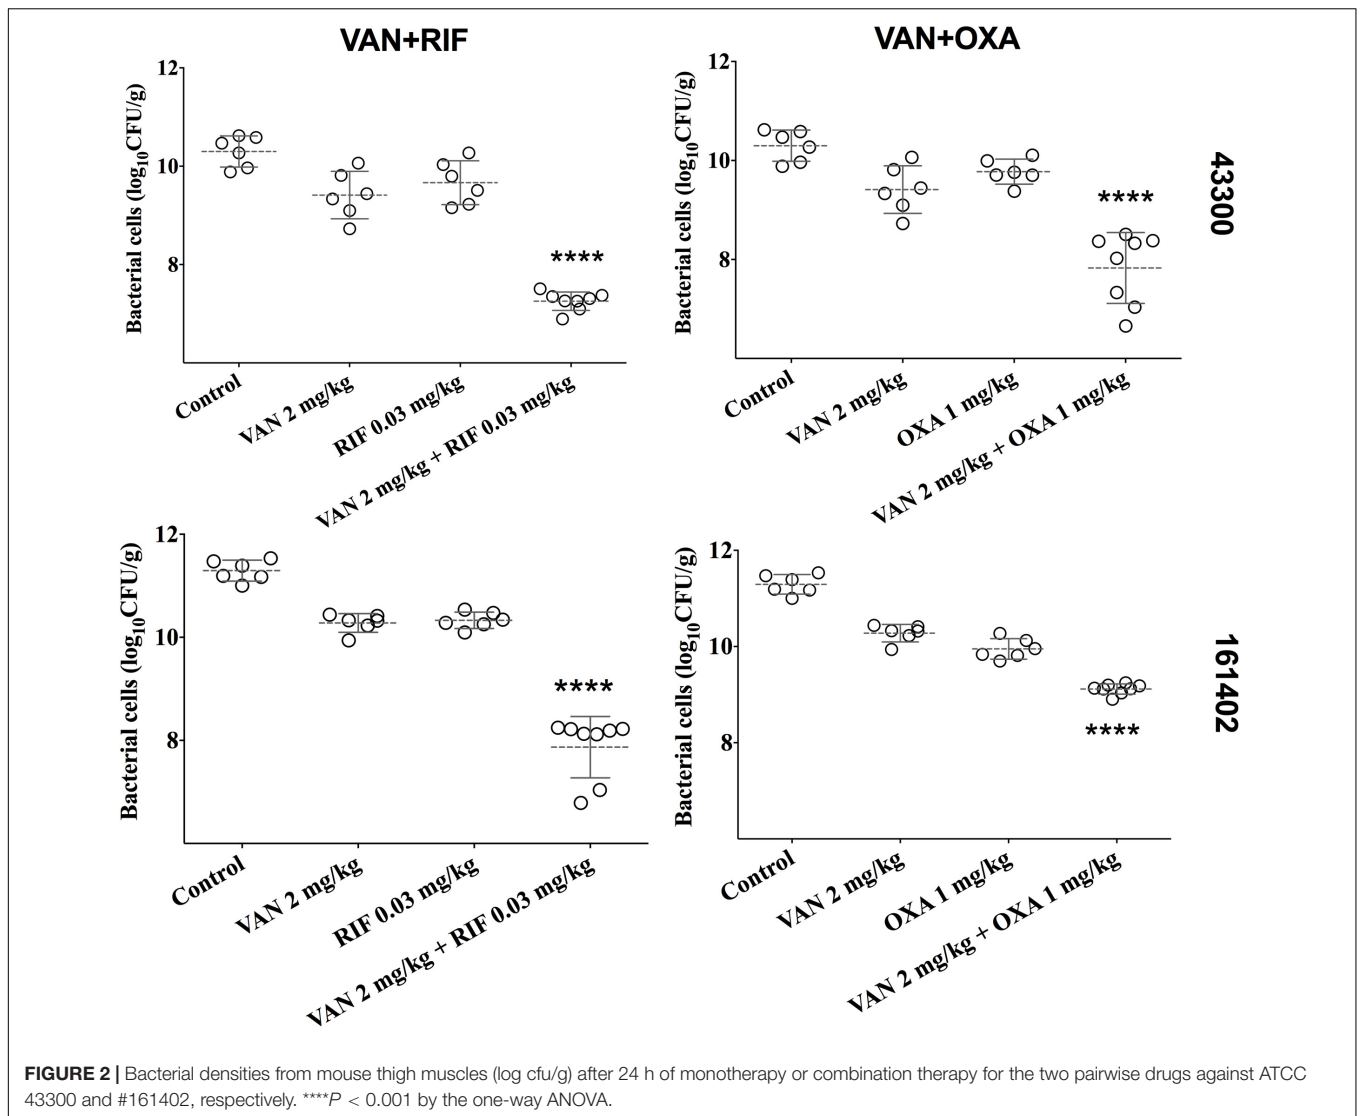 VAN+RIF
VAN+OXA
Bacterial cells (log10CFU/g)
12
10
8
****
Control
VAN 2 mg/kg
RIF 0.03 mg/kg
VAN 2 mg/kg + RIF 0.03 mg/kg
Bacterial cells (log10CFU/g)
12
10
8
****
Control
VAN 2 mg/kg
OXA 1 mg/kg
VAN 2 mg/kg + OXA 1 mg/kg
43300
Bacterial cells (log10CFU/g)
12
10
8
****
Control
VAN 2 mg/kg
RIF 0.03 mg/kg
VAN 2 mg/kg + RIF 0.03 mg/kg
Bacterial cells (log10CFU/g)
12
10
8
****
Control
VAN 2 mg/kg
OXA 1 mg/kg
VAN 2 mg/kg + OXA 1 mg/kg
161402
FIGURE 2 | Bacterial densities from mouse thigh muscles (log cfu/g) after 24 h of monotherapy or combination therapy for the two pairwise drugs against ATCC
43300 and #161402, respectively. ****P < 0.001 by the one-way ANOVA.